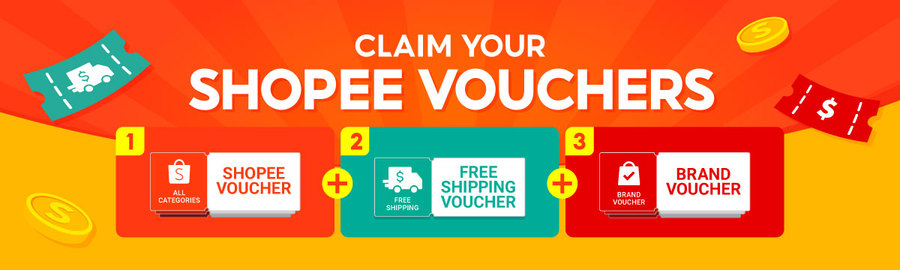 CLAIM YOUR
SHOPEE VOUCHERS
1
S
ALL
CATEGORIES
SHOPEE
VOUCHER
+
2
$
FREE
SHIPPING
FREE
SHIPPING
VOUCHER
+
3
BRAND
VOUCHER
BRAND
VOUCHER
$
$
S
S